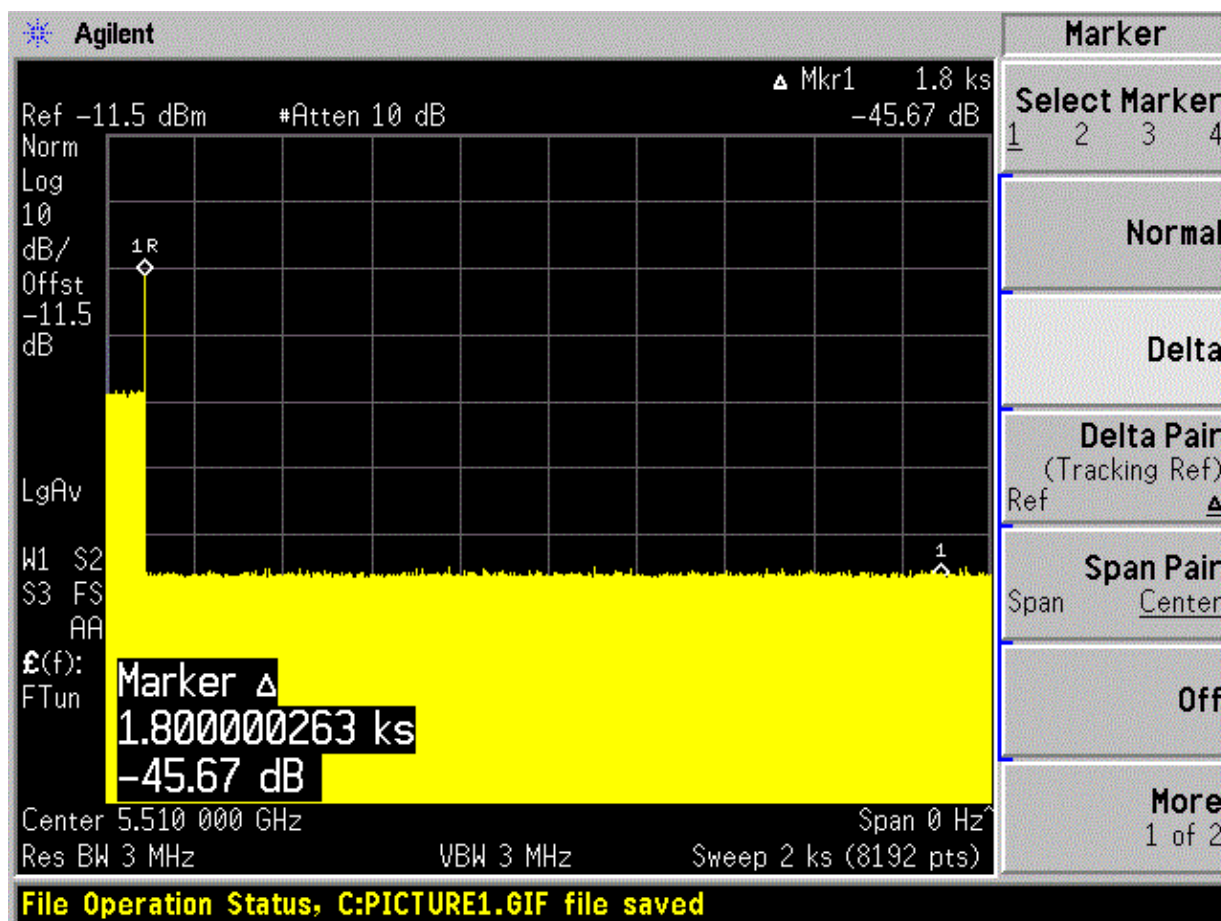 Agilent
Marker
Δ Mkr1 1.8 ks
Ref -11.5 dBm #Atten 10 dB -45.67 dB
Norm
Log
10
dB/
Offst
-11.5
dB
1R
LgAv
1
W1 S2
S3 FS
AA
£(f):
FTun
Marker Δ
1.800000263 ks
-45.67 dB
Center 5.510 000 GHz Span 0 Hz^
Res BW 3 MHz VBW 3 MHz Sweep 2 ks (8192 pts)
Select Marker
1 2 3 4
Normal
Delta
Delta Pair
(Tracking Ref)
Ref Δ
Span Pair
Span Center
Off
More
1 of 2
File Operation Status, C:PICTURE1.GIF file saved